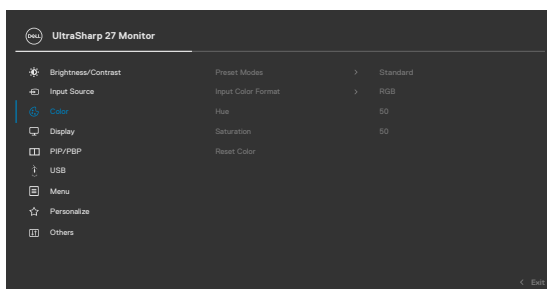 DELL UltraSharp 27 Monitor
Brightness/Contrast Preset Modes > Standard
Input Source Input Color Format > RGB
Color Hue 50
Display Saturation 50
PIP/PBP Reset Color
USB
Menu
Personalize
Others
< Exit